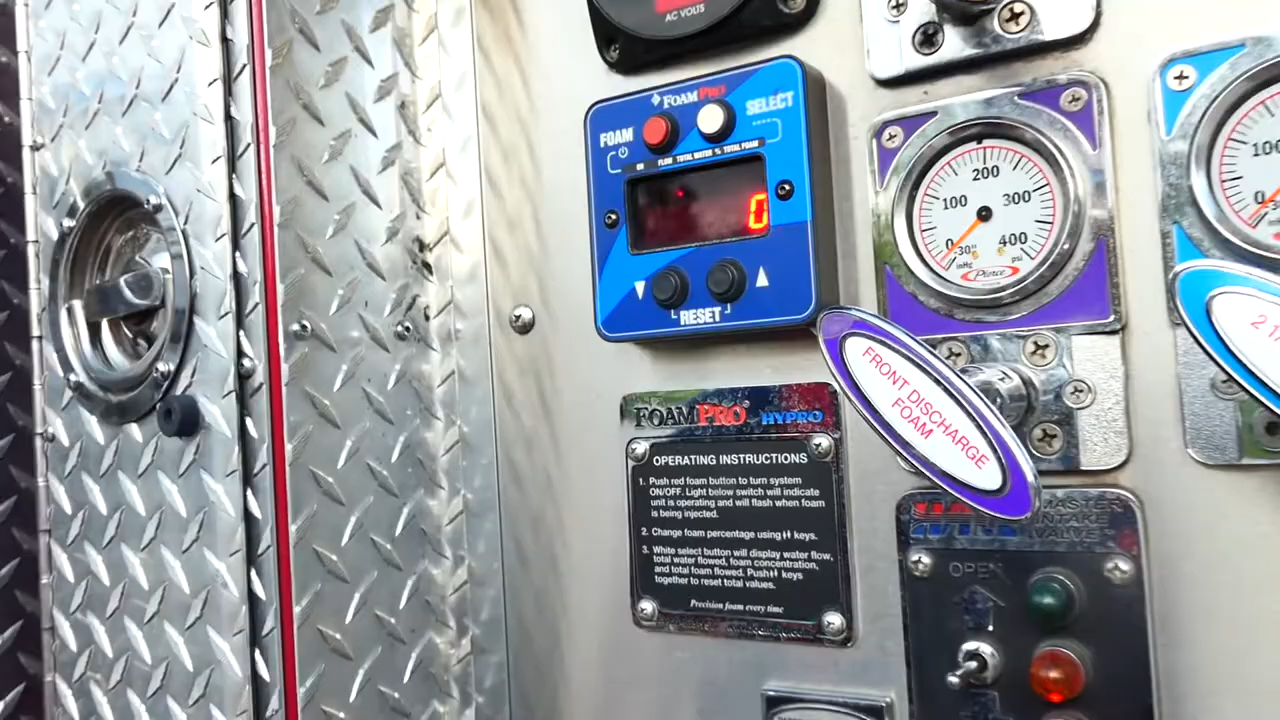 AC VOLTS
FOAMPRO
FOAM
SELECT
ON FLOW TOTAL WATER % TOTAL FOAM
0
RESET
200
100
300
0
400
-30"
inHg
psi
Pierce
100
0
2 1/
FRONT DISCHARGE
FOAM
FOAMPRO HYPRO
OPERATING INSTRUCTIONS
1. Push red foam button to turn system
ON/OFF. Light below switch will indicate
unit is operating and will flash when foam
is being injected.
2. Change foam percentage using keys.
3. White select button will display water flow,
total water flowed, foam concentration,
and total foam flowed. Push keys
together to reset total values.
Precision foam every time
MASTER
INTAKE
VALVE
OPEN